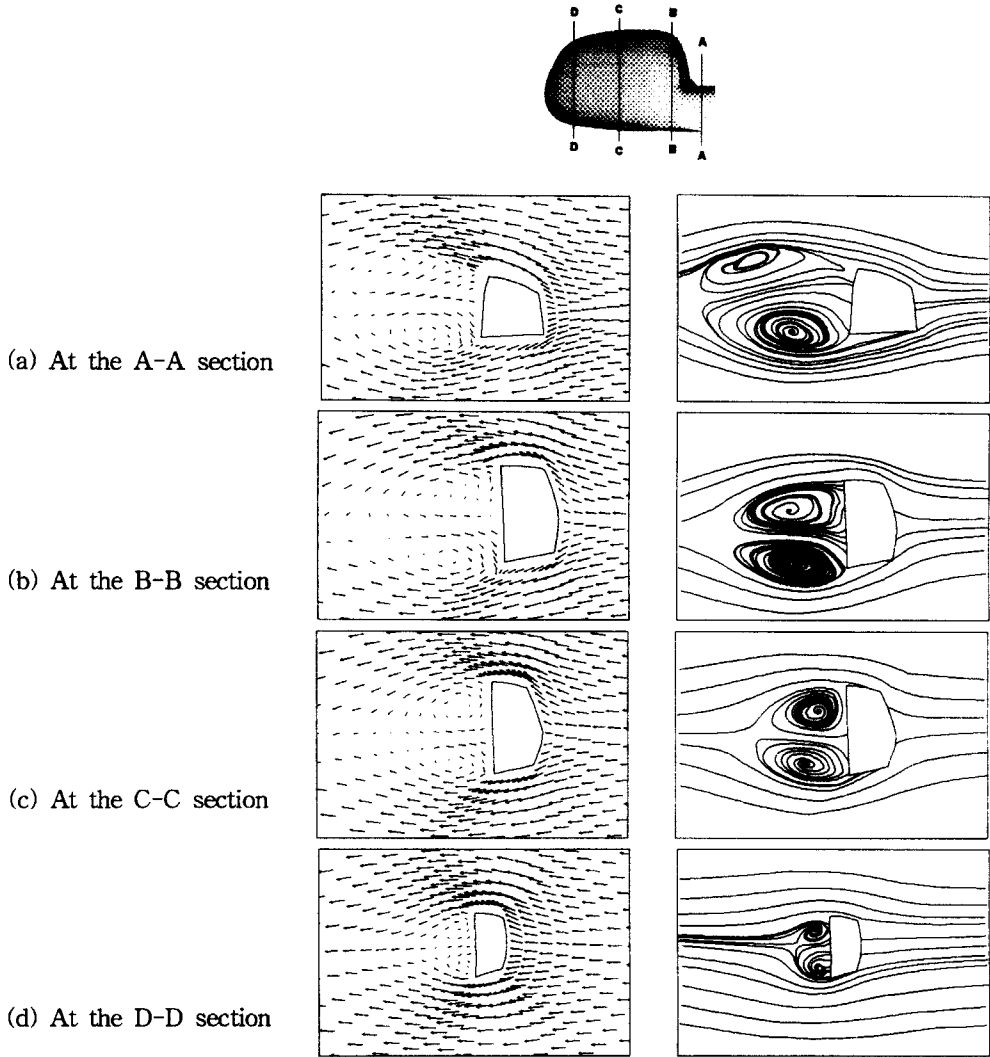 D C B
A
D C B
A
(a) At the A-A section
(b) At the B-B section
(c) At the C-C section
(d) At the D-D section